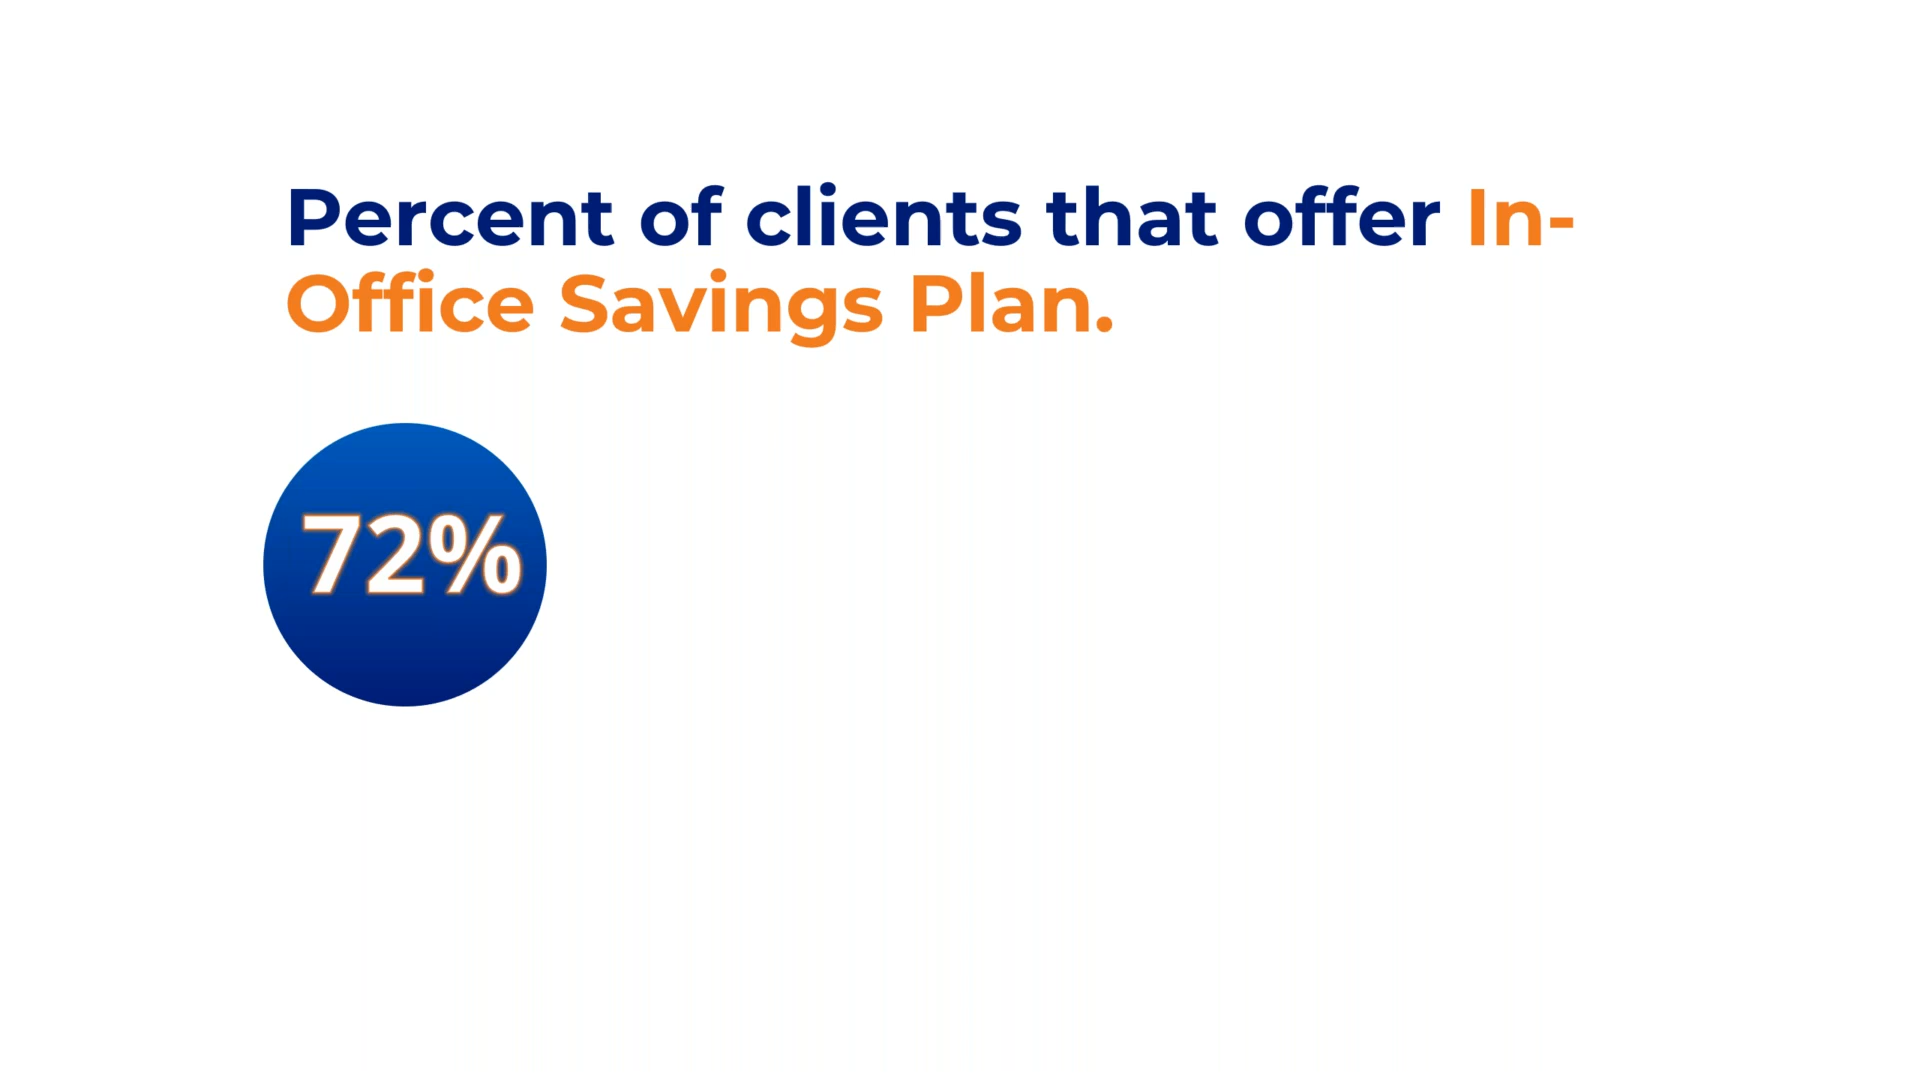 Percent of clients that offer In-
Office Savings Plan.
72%